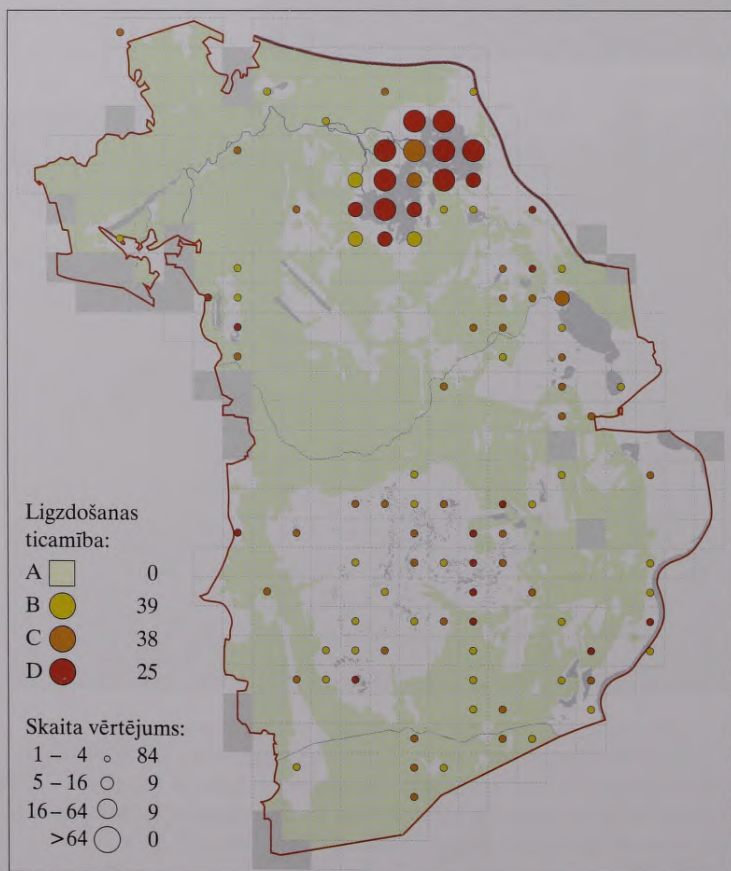 Ligzdošanas
ticamība:
A 0
B 39
C 38
D 25
Skaita vērtējums:
1 – 4 84
5 – 16 9
16 – 64 9
>64 0